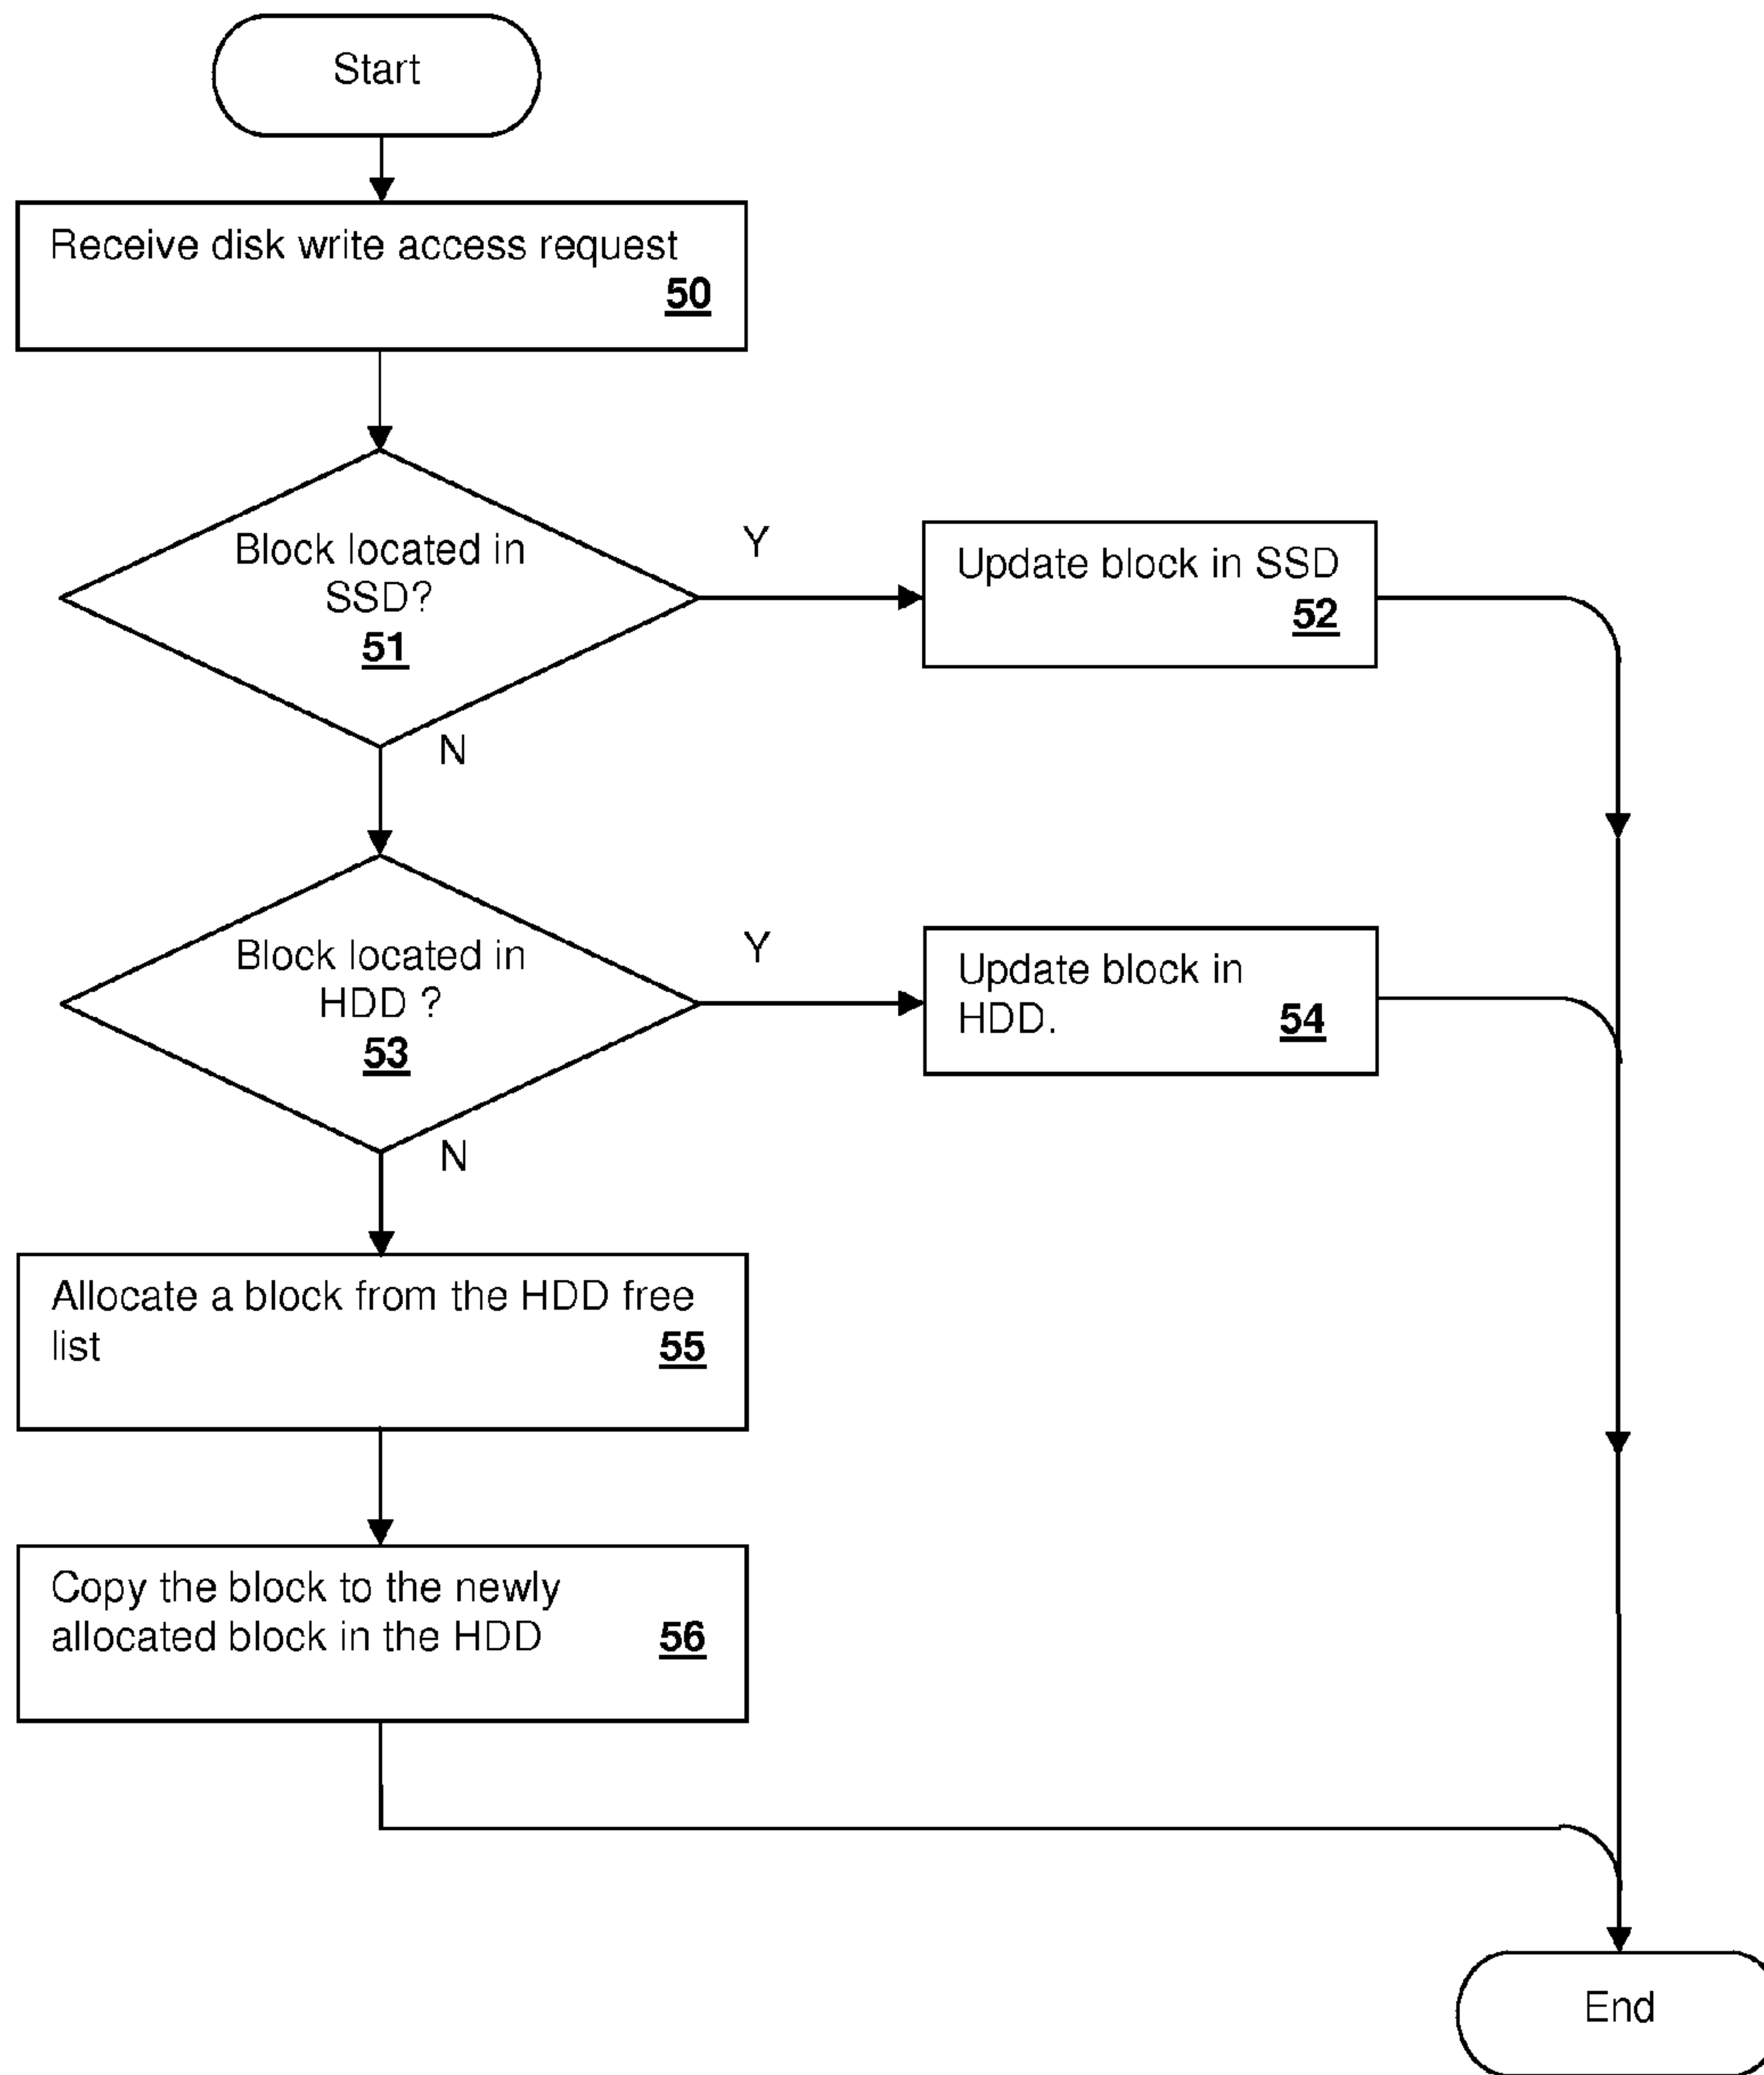 Start
Receive disk write access request
50
Block located in
SSD?
51
Y
Update block in SSD
52
N
Block located in
HDD ?
53
Y
Update block in
HDD. 54
N
Allocate a block from the HDD free
list 55
Copy the block to the newly
allocated block in the HDD 56
End